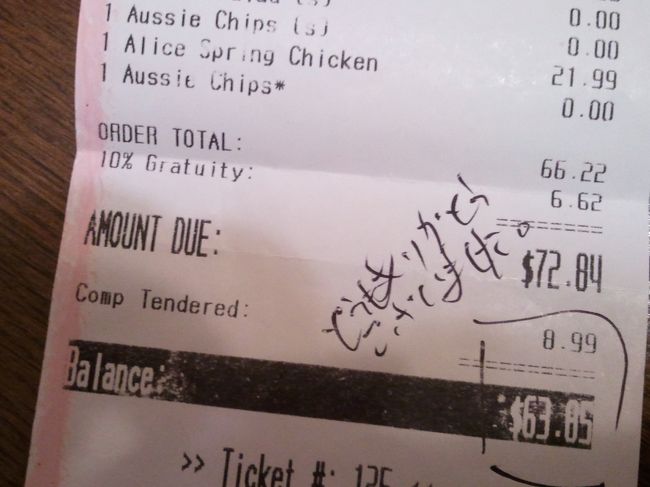 0.00
1 Aussie Chips (s) 0.00
1 Alice Spring Chicken 21.99
1 Aussie Chips* 0.00
ORDER TOTAL: 66.22
10% Gratuity: 6.62
AMOUNT DUE: $72.84
Comp Tendered: 8.99
Balance: $63.85
>> Ticket #: 125